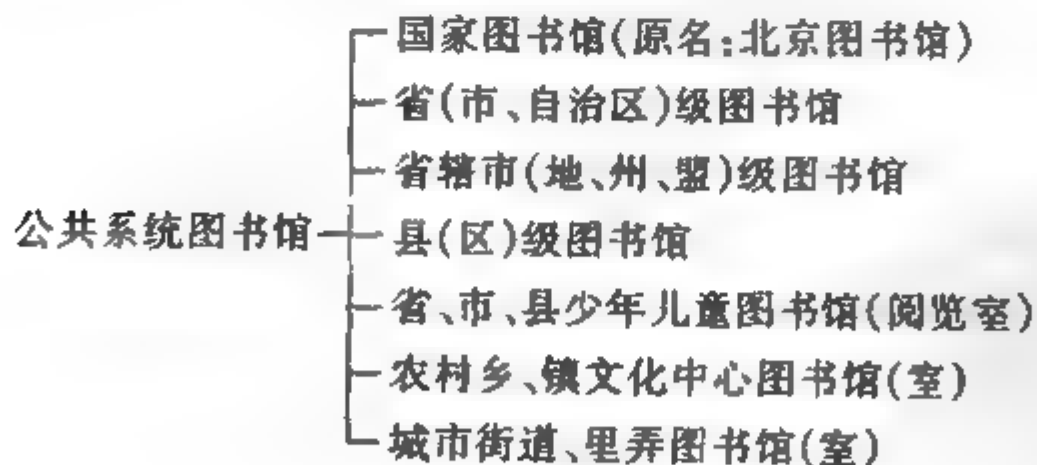 国家图书馆(原名:北京图书馆)
省(市、自治区)级图书馆
省辖市(地、州、盟)级图书馆
公共系统图书馆
县(区)级图书馆
省、市、县少年儿童图书馆(阅览室)
农村乡、镇文化中心图书馆(室)
城市街道、里弄图书馆(室)